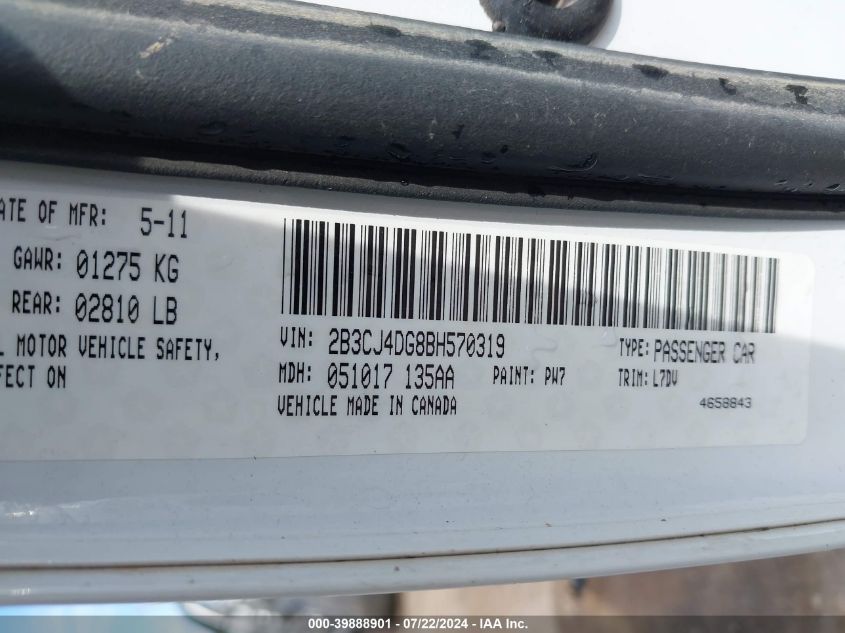 ATE OF MFR: 5-11
GAWR: 01275 KG
REAR: 02810 LB
MOTOR VEHICLE SAFETY,
FECT ON
VIN: 2B3CJ4DG8BH570319
TYPE: PASSENGER CAR
MDH: 051017 135AA
PAINT: PW7
TRIM: L7DV
VEHICLE MADE IN CANADA
4658843
000-39888901 - 07/22/2024 - IAA Inc.